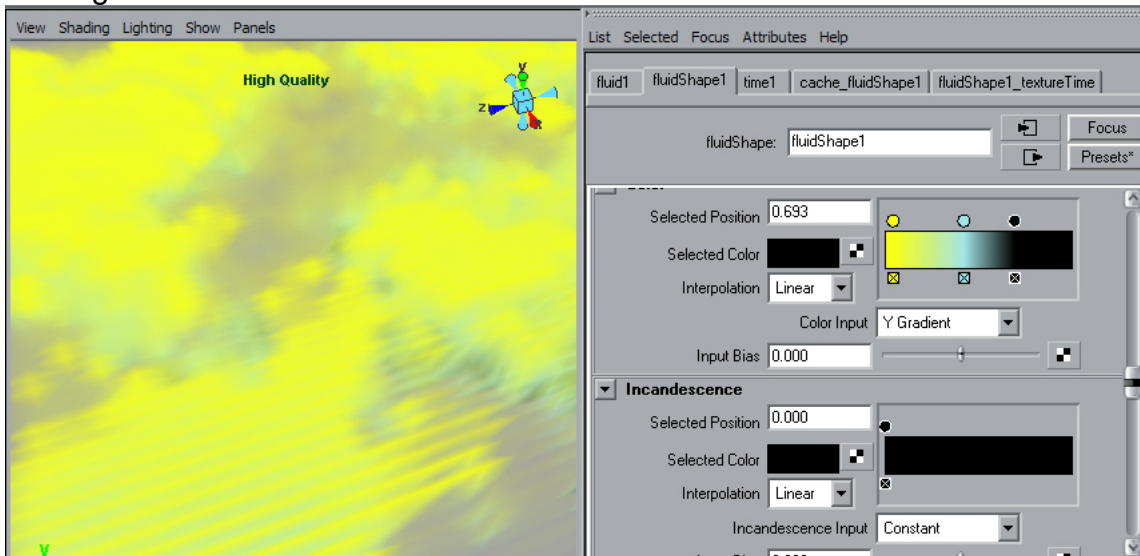 View Shading Lighting Show Panels
High Quality
y
z
List Selected Focus Attributes Help
fluid1 fluidShape1 time1 cache_fluidShape1 fluidShape1_textureTime
fluidShape: fluidShape1
Focus
Presets*
Selected Position 0.693
Selected Color
Interpolation Linear
Color Input Y Gradient
Input Bias 0.000
Incandescence
Selected Position 0.000
Selected Color
Interpolation Linear
Incandescence Input Constant